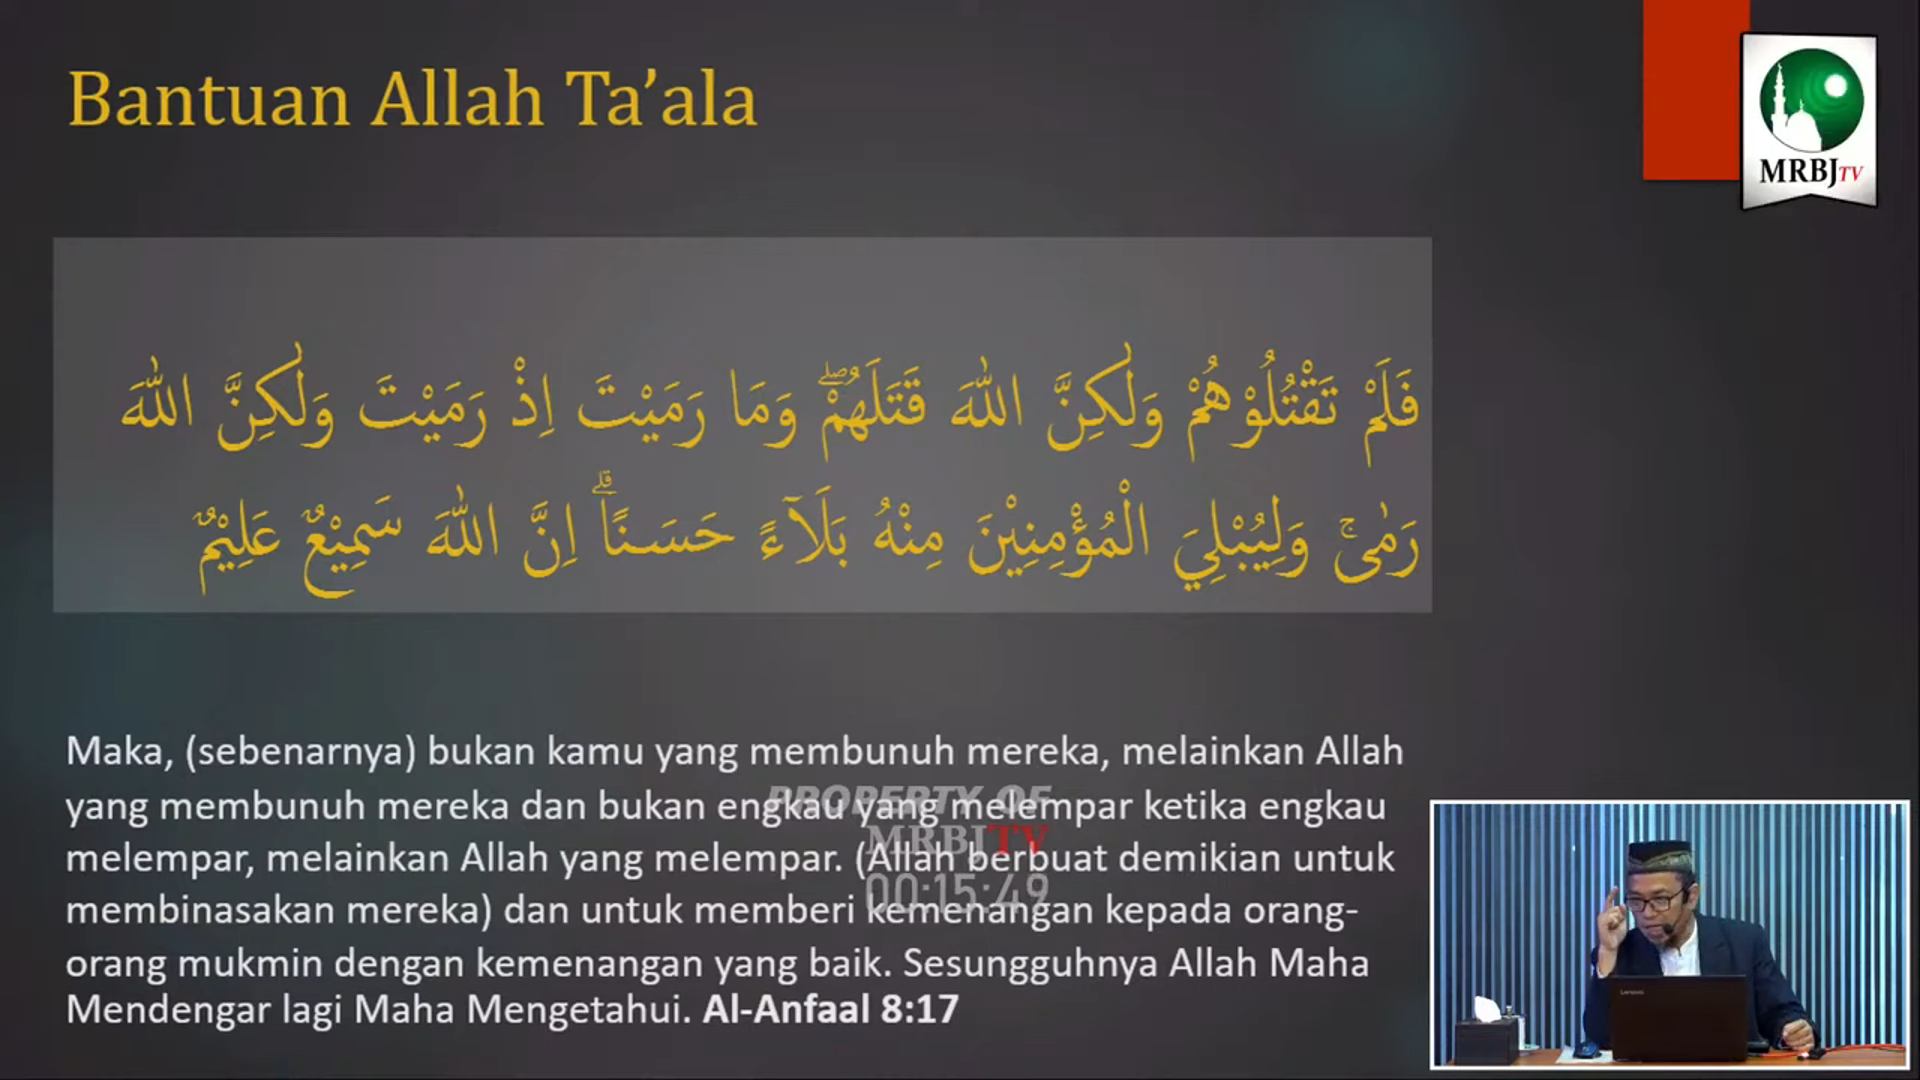 Bantuan Allah Ta’ala
MRBJTV
فَلَمْ تَقْتُلُوْهُمْ وَلٰكِنَّ اللّٰهَ قَتَلَهُمْۖ وَمَا رَمَيْتَ اِذْ رَمَيْتَ وَلٰكِنَّ اللّٰهَ
رَمٰىۚ وَلِيُبْلِيَ الْمُؤْمِنِيْنَ مِنْهُ بَلَاۤءً حَسَنًاۗ اِنَّ اللّٰهَ سَمِيْعٌ عَلِيْمٌ
Maka, (sebenarnya) bukan kamu yang membunuh mereka, melainkan Allah
yang membunuh mereka dan bukan engkau yang melempar ketika engkau
melempar, melainkan Allah yang melempar. (Allah berbuat demikian untuk
membinasakan mereka) dan untuk memberi kemenangan kepada orang-
orang mukmin dengan kemenangan yang baik. Sesungguhnya Allah Maha
Mendengar lagi Maha Mengetahui. Al-Anfaal 8:17
PROPERTY OF
MRBJTV
00:15:49
Lenovo